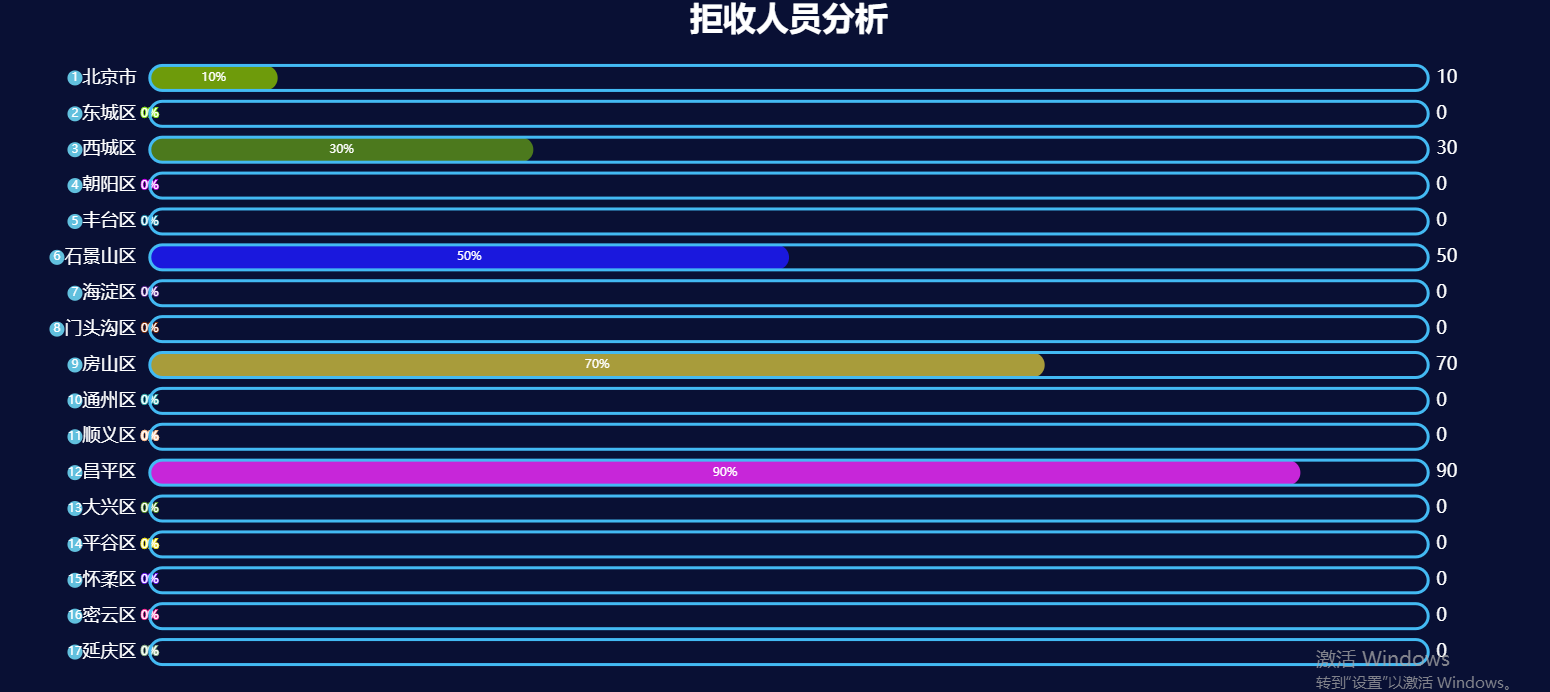 拒收人员分析
1 北京市 10% 10
2 东城区 0% 0
3 西城区 30% 30
4 朝阳区 0% 0
5 丰台区 0% 0
6 石景山区 50% 50
7 海淀区 0% 0
8 门头沟区 0% 0
9 房山区 70% 70
10 通州区 0% 0
11 顺义区 0% 0
12 昌平区 90% 90
13 大兴区 0% 0
14 平谷区 0% 0
15 怀柔区 0% 0
16 密云区 0% 0
17 延庆区 0% 0
激活 Windows
转到“设置”以激活 Windows。